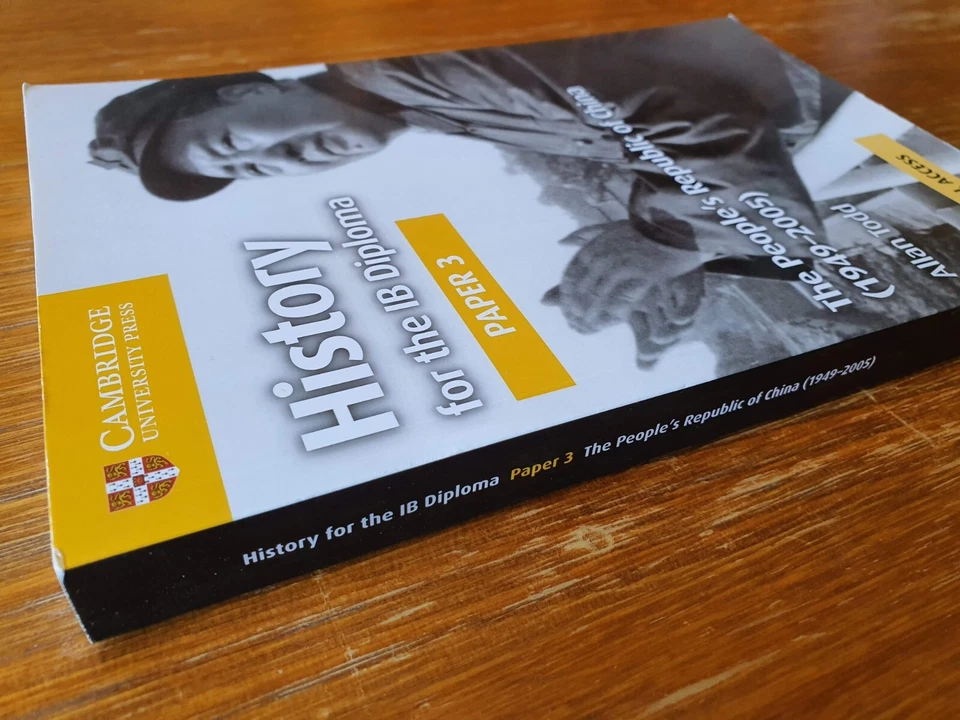 CAMBRIDGE
UNIVERSITY PRESS
History
for the IB Diploma
PAPER 3
The People's Republic of China
(1949–2005)
Allan Todd
ACCESS
History for the IB Diploma Paper 3 The People's Republic of China (1949–2005)